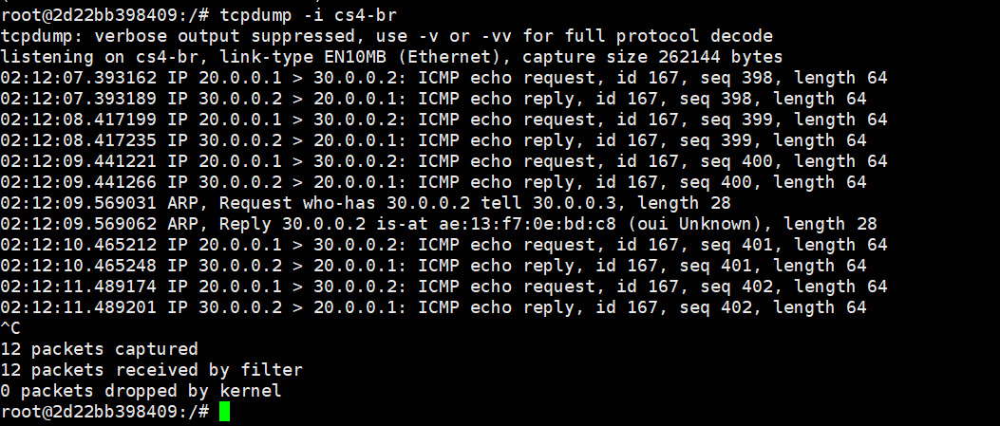 root@2d22bb398409:/# tcpdump -i cs4-br
tcpdump: verbose output suppressed, use -v or -vv for full protocol decode
listening on cs4-br, link-type EN10MB (Ethernet), capture size 262144 bytes
02:12:07.393162 IP 20.0.0.1 > 30.0.0.2: ICMP echo request, id 167, seq 398, length 64
02:12:07.393189 IP 30.0.0.2 > 20.0.0.1: ICMP echo reply, id 167, seq 398, length 64
02:12:08.417199 IP 20.0.0.1 > 30.0.0.2: ICMP echo request, id 167, seq 399, length 64
02:12:08.417235 IP 30.0.0.2 > 20.0.0.1: ICMP echo reply, id 167, seq 399, length 64
02:12:09.441221 IP 20.0.0.1 > 30.0.0.2: ICMP echo request, id 167, seq 400, length 64
02:12:09.441266 IP 30.0.0.2 > 20.0.0.1: ICMP echo reply, id 167, seq 400, length 64
02:12:09.569031 ARP, Request who-has 30.0.0.2 tell 30.0.0.3, length 28
02:12:09.569062 ARP, Reply 30.0.0.2 is-at ae:13:f7:0e:bd:c8 (oui Unknown), length 28
02:12:10.465212 IP 20.0.0.1 > 30.0.0.2: ICMP echo request, id 167, seq 401, length 64
02:12:10.465248 IP 30.0.0.2 > 20.0.0.1: ICMP echo reply, id 167, seq 401, length 64
02:12:11.489174 IP 20.0.0.1 > 30.0.0.2: ICMP echo request, id 167, seq 402, length 64
02:12:11.489201 IP 30.0.0.2 > 20.0.0.1: ICMP echo reply, id 167, seq 402, length 64
^C
12 packets captured
12 packets received by filter
0 packets dropped by kernel
root@2d22bb398409:/#